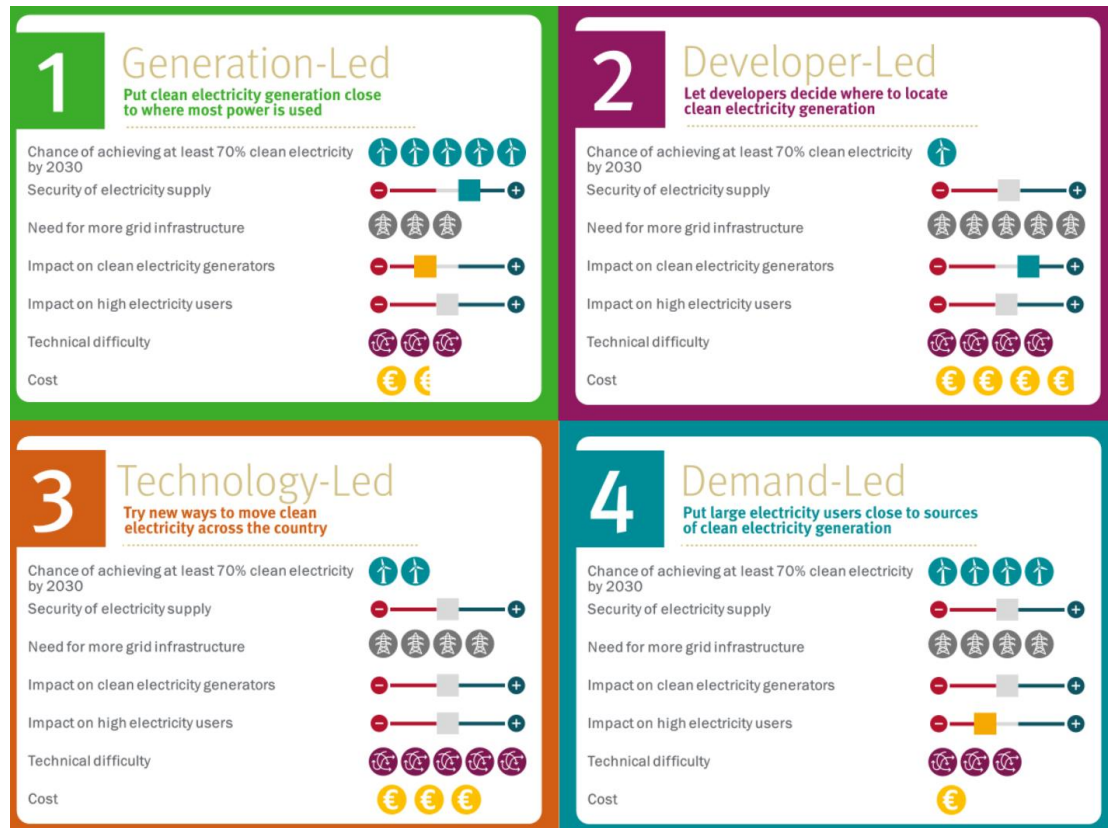 1
Generation-Led
Put clean electricity generation close
to where most power is used
Chance of achieving at least 70% clean electricity
by 2030
Security of electricity supply
Need for more grid infrastructure
Impact on clean electricity generators
Impact on high electricity users
Technical difficulty
Cost
2
Developer-Led
Let developers decide where to locate
clean electricity generation
Chance of achieving at least 70% clean electricity
by 2030
Security of electricity supply
Need for more grid infrastructure
Impact on clean electricity generators
Impact on high electricity users
Technical difficulty
Cost
3
Technology-Led
Try new ways to move clean
electricity across the country
Chance of achieving at least 70% clean electricity
by 2030
Security of electricity supply
Need for more grid infrastructure
Impact on clean electricity generators
Impact on high electricity users
Technical difficulty
Cost
4
Demand-Led
Put large electricity users close to sources
of clean electricity generation
Chance of achieving at least 70% clean electricity
by 2030
Security of electricity supply
Need for more grid infrastructure
Impact on clean electricity generators
Impact on high electricity users
Technical difficulty
Cost